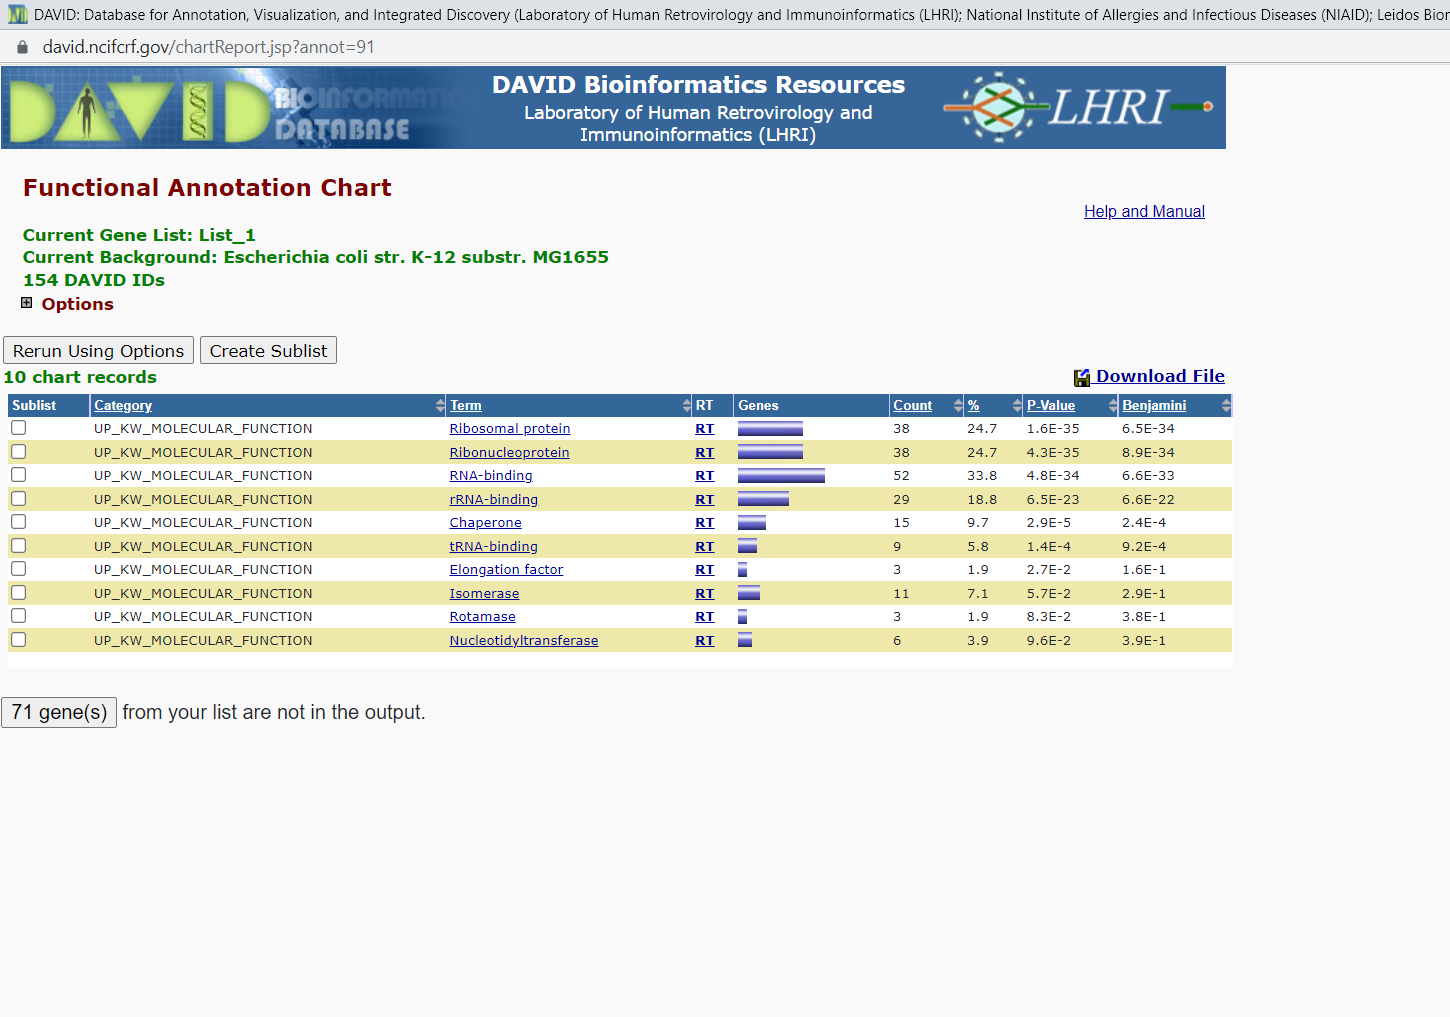 DAVID: Database for Annotation, Visualization, and Integrated Discovery (Laboratory of Human Retrovirology and Immunoinformatics (LHRI); National Institute of Allergies and Infectious Diseases (NIAID); Leidos Biom
david.ncifcrf.gov/chartReport.jsp?annot=91
DAVID BIOINFORMATICS DATABASE
DAVID Bioinformatics Resources
Laboratory of Human Retrovirology and
Immunoinformatics (LHRI)
LHRI
Functional Annotation Chart
Help and Manual
Current Gene List: List_1
Current Background: Escherichia coli str. K-12 substr. MG1655
154 DAVID IDs
Options
Rerun Using Options Create Sublist
10 chart records
Download File
Sublist Category Term RT Genes Count % P-Value Benjamini
UP_KW_MOLECULAR_FUNCTION Ribosomal protein RT 38 24.7 1.6E-35 6.5E-34
UP_KW_MOLECULAR_FUNCTION Ribonucleoprotein RT 38 24.7 4.3E-35 8.9E-34
UP_KW_MOLECULAR_FUNCTION RNA-binding RT 52 33.8 4.8E-34 6.6E-33
UP_KW_MOLECULAR_FUNCTION rRNA-binding RT 29 18.8 6.5E-23 6.6E-22
UP_KW_MOLECULAR_FUNCTION Chaperone RT 15 9.7 2.9E-5 2.4E-4
UP_KW_MOLECULAR_FUNCTION tRNA-binding RT 9 5.8 1.4E-4 9.2E-4
UP_KW_MOLECULAR_FUNCTION Elongation factor RT 3 1.9 2.7E-2 1.6E-1
UP_KW_MOLECULAR_FUNCTION Isomerase RT 11 7.1 5.7E-2 2.9E-1
UP_KW_MOLECULAR_FUNCTION Rotamase RT 3 1.9 8.3E-2 3.8E-1
UP_KW_MOLECULAR_FUNCTION Nucleotidyltransferase RT 6 3.9 9.6E-2 3.9E-1
71 gene(s) from your list are not in the output.